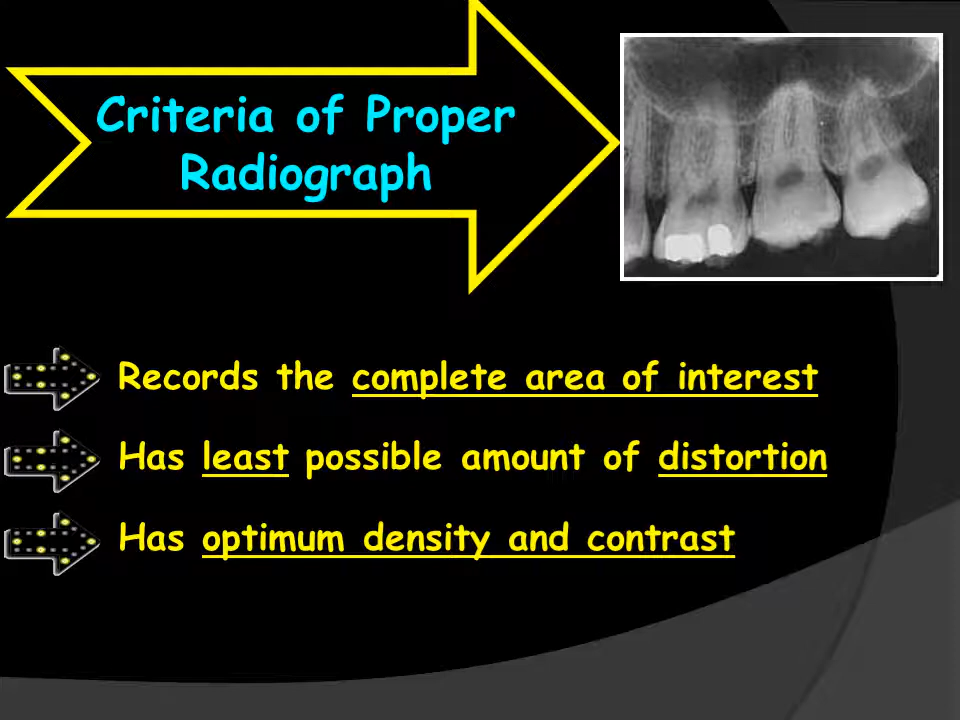 Criteria of Proper
Radiograph
Records the complete area of interest
Has least possible amount of distortion
Has optimum density and contrast